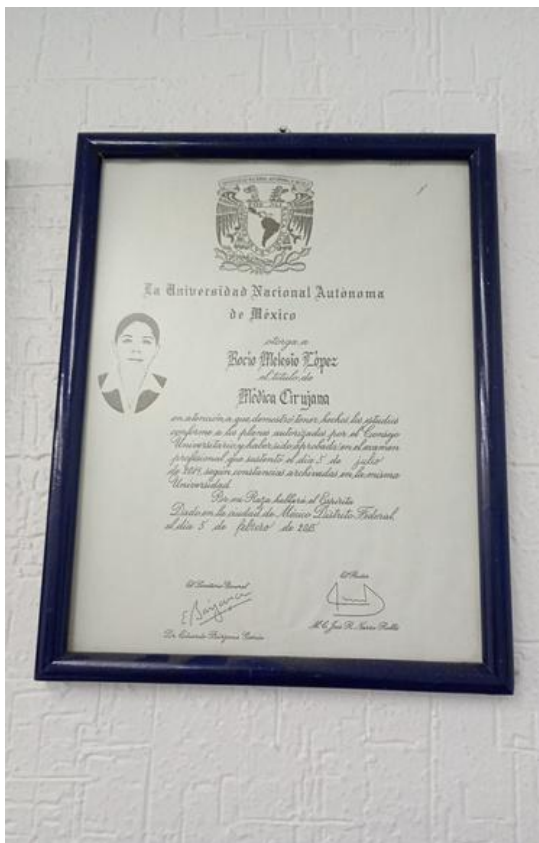 La Universidad Nacional Autónoma
de México
otorga a
Rocio Melesio López
el título de
Médica Cirujana
en atención a que demostró tener hechos los estudios
conforme a los planes autorizados por el Consejo
Universitario y haber sido aprobada en el examen
profesional que sustentó el día 5 de julio
de según constancias archivadas en la misma
Universidad.
Por mi Raza hablará el Espíritu
Dado en la ciudad de México Distrito Federal,
el día 5 de febrero de
El Secretario General
El Rector
Dr. Eduardo Bárzana García
José Narro Robles